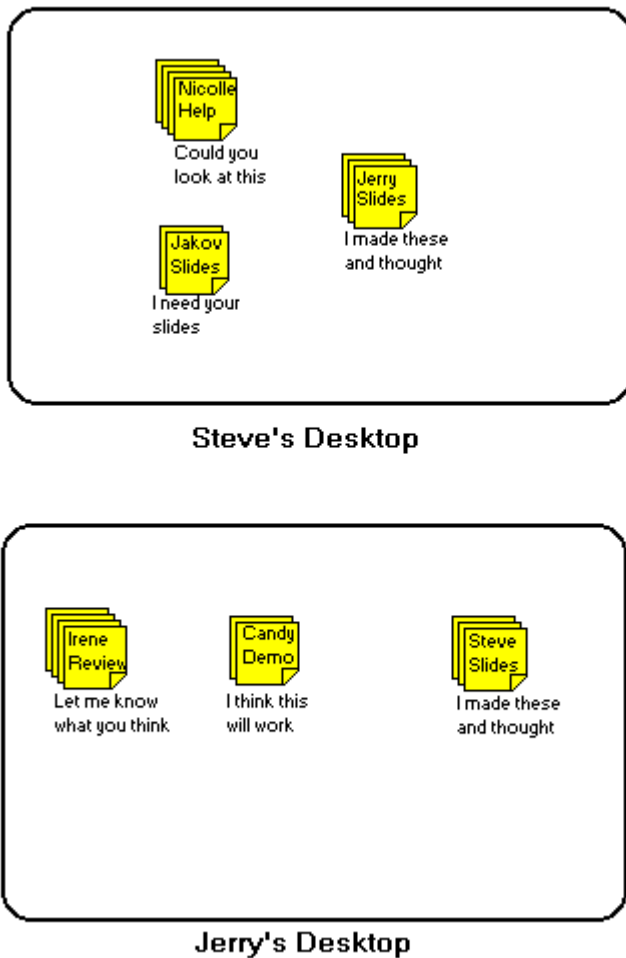 Nicolle
Help
Could you
look at this
Jerry
Slides
I made these
and thought
Jakov
Slides
I need your
slides
Steve's Desktop
Irene
Review
Let me know
what you think
Candy
Demo
I think this
will work
Steve
Slides
I made these
and thought
Jerry's Desktop